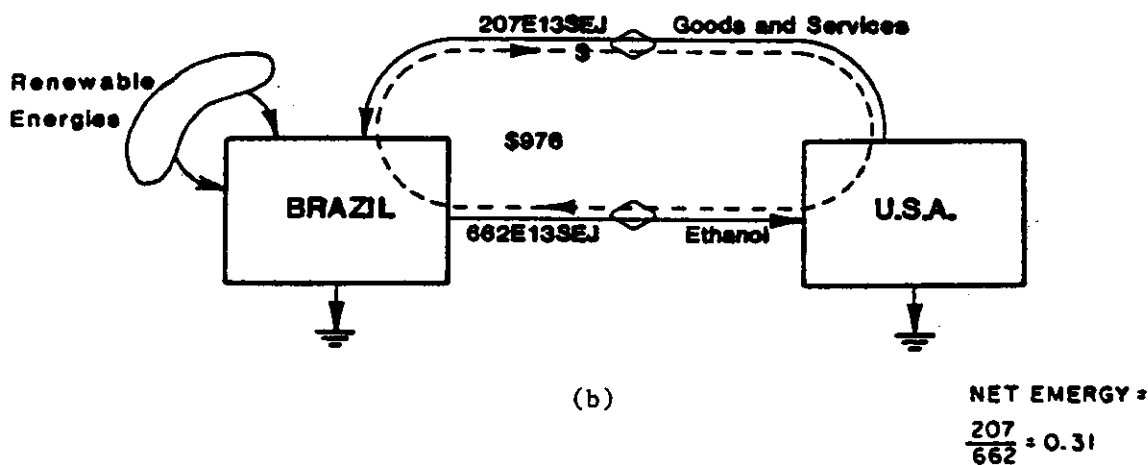 207E13SEJ Goods and Services
$
Renewable
Energies
$976
BRAZIL
U.S.A.
662E13SEJ Ethanol
(b)
NET EMERGY =
207
662 = 0.31